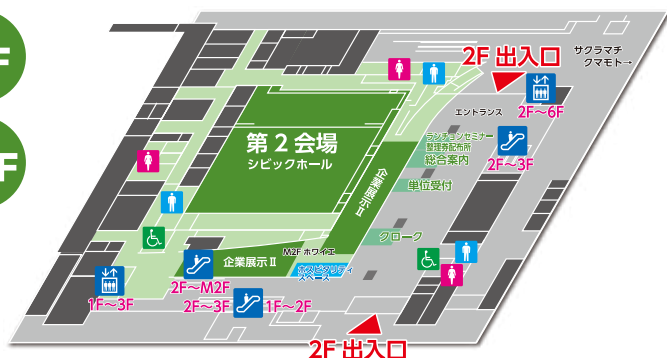 F
F
2F 出入口
サクラマチ
クマモト→
2F〜6F
エントランス
ランチョンセミナー
整理券配布所
総合案内
2F〜3F
第2会場
シビックホール
企業展示Ⅱ
単位受付
クローク
M2F ホワイエ
企業展示Ⅱ
ホスピタリティ
スペース
2F〜M2F
1F〜3F
2F〜3F
1F〜2F
2F 出入口